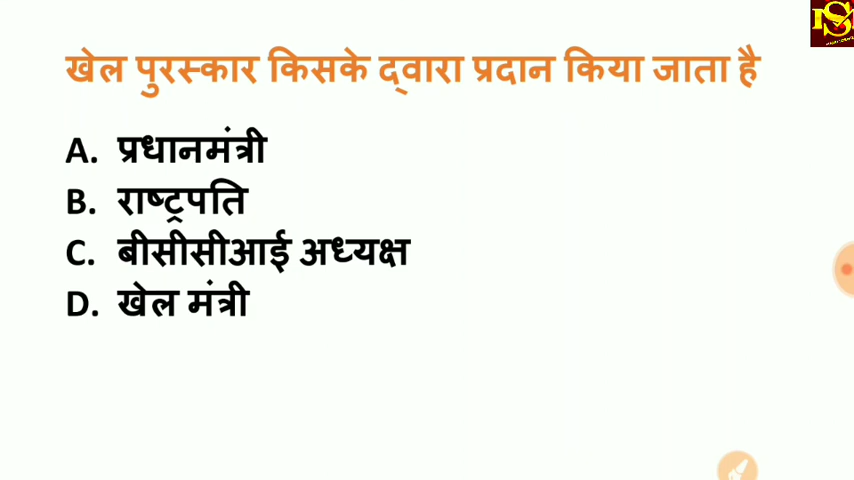 खेल पुरस्कार किसके द्वारा प्रदान किया जाता है
A. प्रधानमंत्री
B. राष्ट्रपति
C. बीसीसीआई अध्यक्ष
D. खेल मंत्री